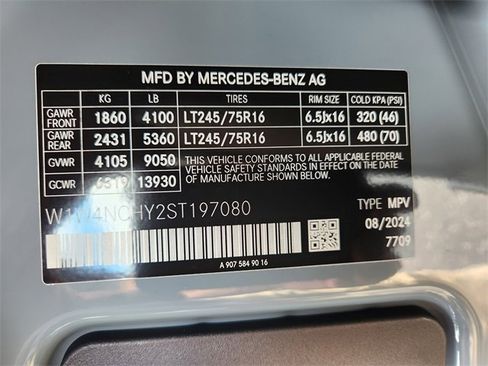 MFD BY MERCEDES-BENZ AG
KG LB TIRES RIM SIZE COLD KPA (PSI)
GAWR FRONT 1860 4100 LT245/75R16 6.5Jx16 320 (46)
GAWR REAR 2431 5360 LT245/75R16 6.5Jx16 480 (70)
GVWR 4105 9050
GCWR 6319 13930
THIS VEHICLE CONFORMS TO ALL APPLICABLE
FEDERAL MOTOR VEHICLE SAFETY STANDARDS IN EFFECT
ON THE DATE OF MANUFACTURE SHOWN ABOVE.
W1W4NCHY2ST197080
TYPE MPV
08/2024
7709
A 907 584 90 16